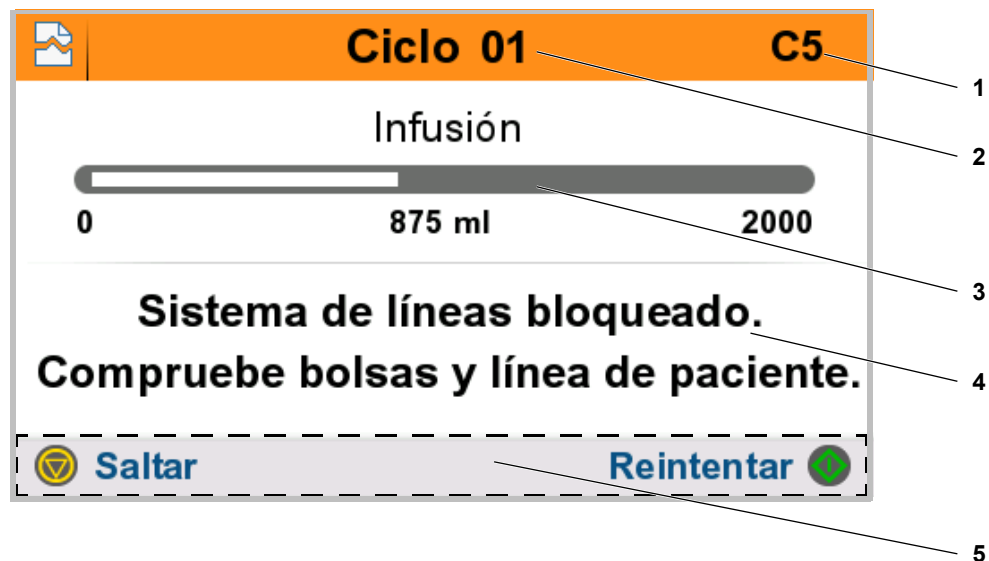 Ciclo 01
C5
1
Infusión
2
0 875 ml 2000
3
Sistema de líneas bloqueado.
Compruebe bolsas y línea de paciente.
4
Saltar
Reintentar
5